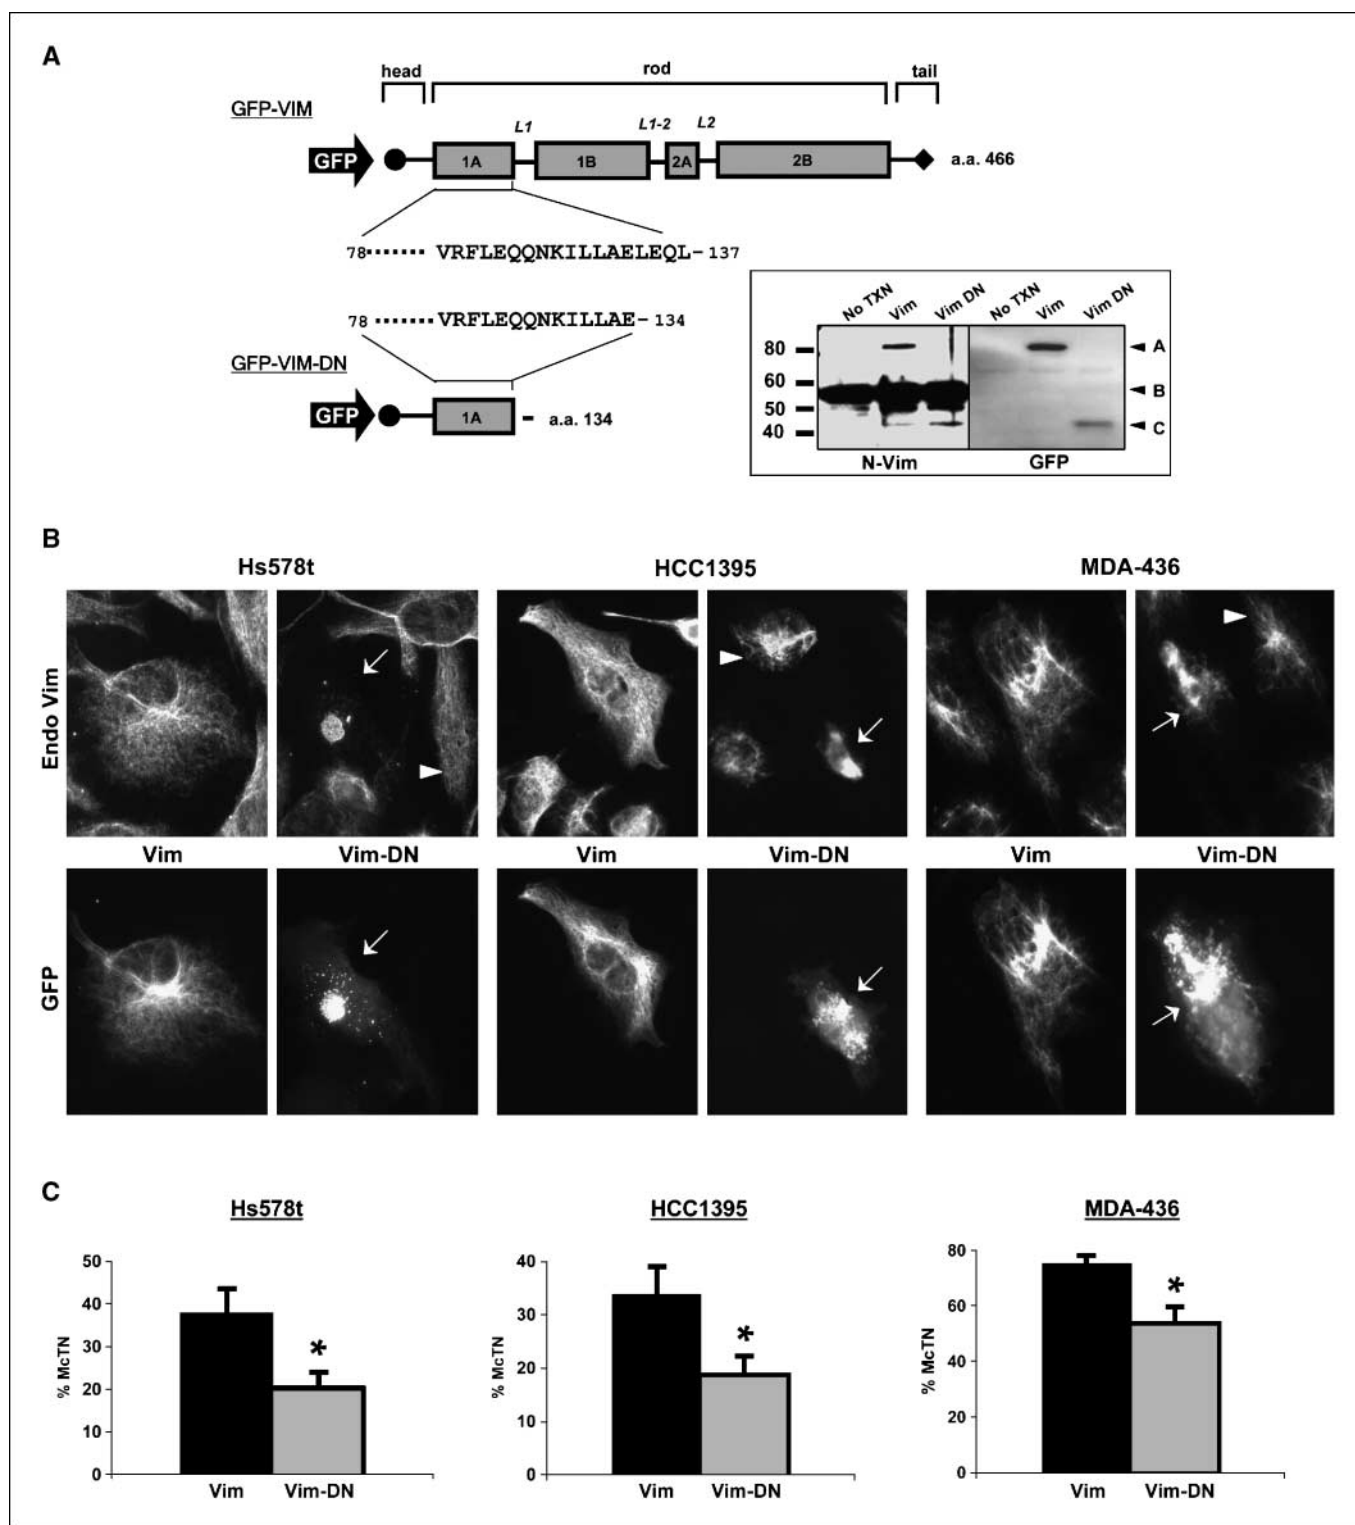 A
head rod tail
GFP-VIM
L1 L1-2 L2
GFP 1A 1B 2A 2B a.a. 466
78 VRFLEQQNKILLAELEQL- 137
78 VRFLEQQNKILLAE- 134
GFP-VIM-DN
GFP 1A - a.a. 134
No TXN Vim Vim DN No TXN Vim Vim DN
80 A
60 B
50
40 C
N-Vim GFP
B
Hs578t HCC1395 MDA-436
Endo Vim
Vim Vim-DN Vim Vim-DN Vim Vim-DN
GFP
C
Hs578t
% McTN
50
40
30
20
10
0
*
Vim Vim-DN
HCC1395
% McTN
40
30
20
10
0
*
Vim Vim-DN
MDA-436
% McTN
80
60
40
20
0
*
Vim Vim-DN